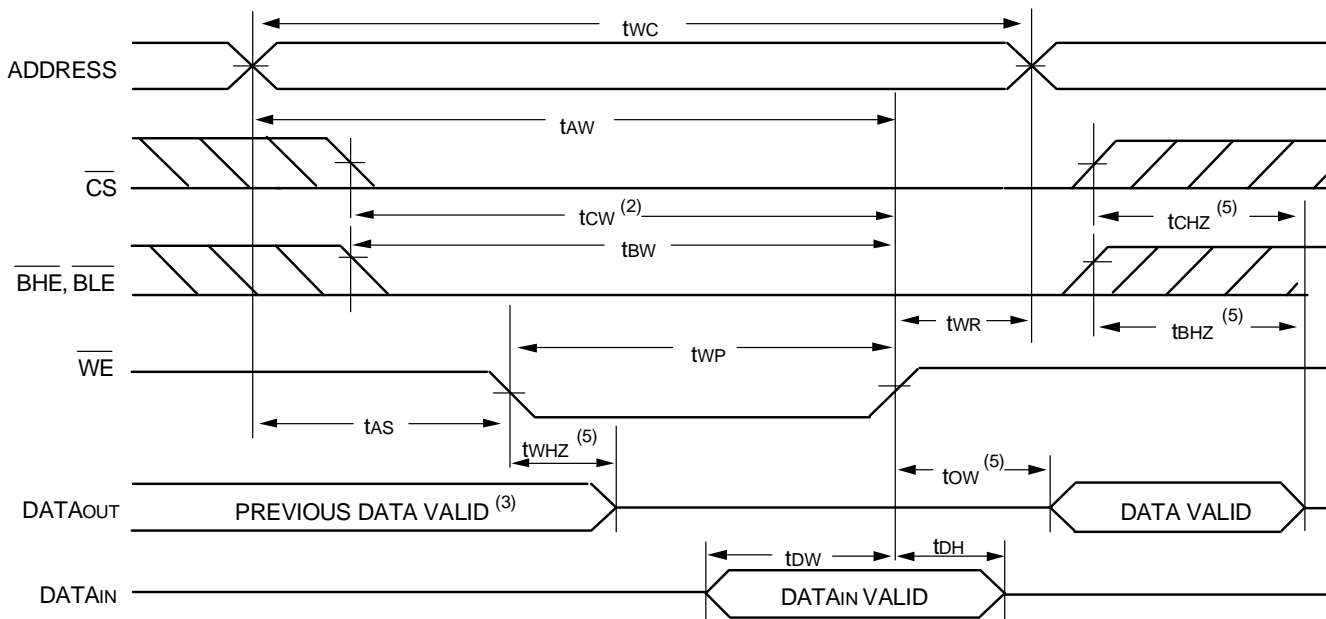 tWC
ADDRESS
tAW
CS
tCW (2)
tCHZ (5)
tBW
BHE, BLE
tWR
tBHZ (5)
tWP
WE
tAS
tWHZ (5)
tOW (5)
DATAOUT
PREVIOUS DATA VALID (3)
DATA VALID
tDW
tDH
DATAIN
DATAIN VALID